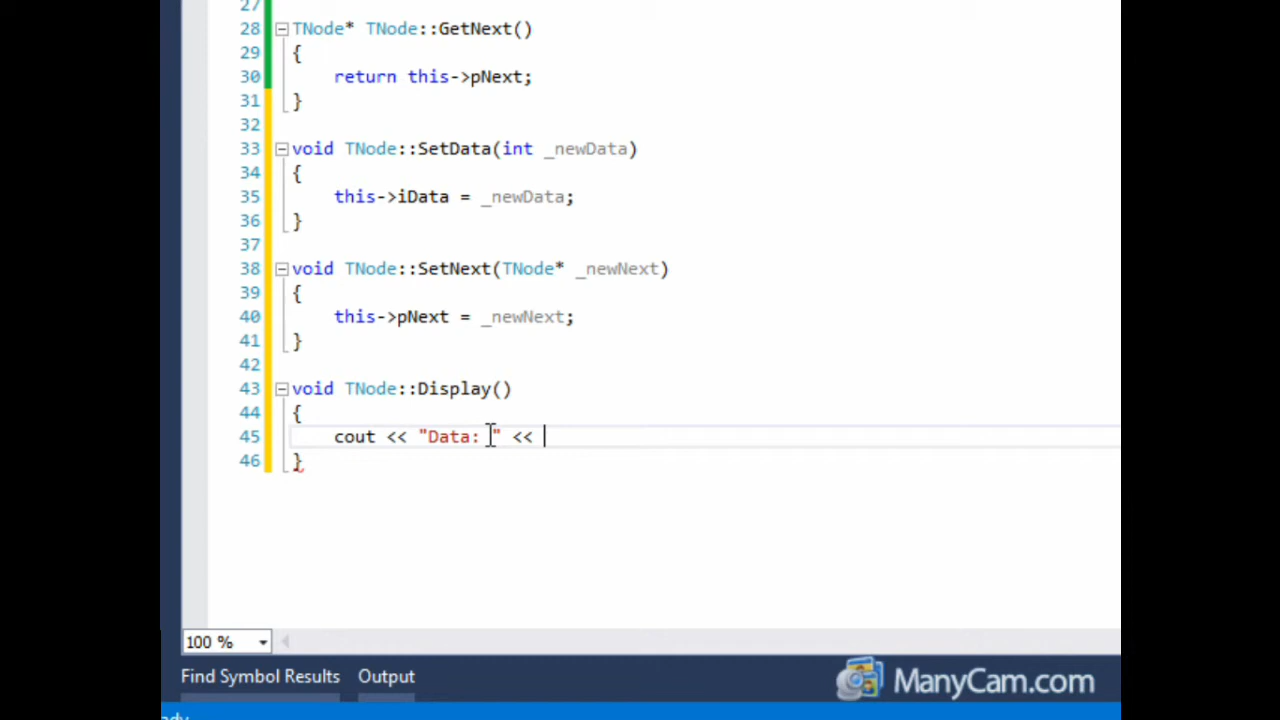 27
28 TNode* TNode::GetNext()
29 {
30 return this->pNext;
31 }
32
33 void TNode::SetData(int _newData)
34 {
35 this->iData = _newData;
36 }
37
38 void TNode::SetNext(TNode* _newNext)
39 {
40 this->pNext = _newNext;
41 }
42
43 void TNode::Display()
44 {
45 cout << "Data: " <<
46 }
100 %
Find Symbol Results Output
ManyCam.com